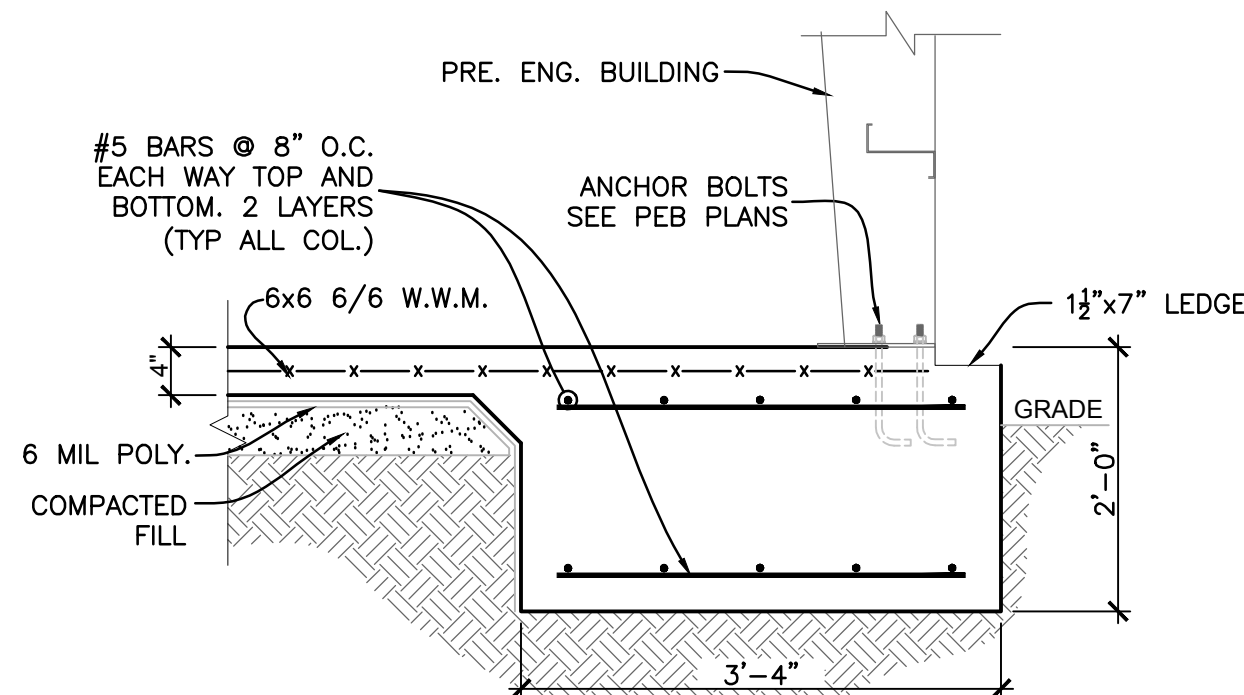 PRE. ENG. BUILDING
#5 BARS @ 8" O.C.
EACH WAY TOP AND
BOTTOM. 2 LAYERS
(TYP ALL COL.)
ANCHOR BOLTS
SEE PEB PLANS
6x6 6/6 W.W.M.
1½"x7" LEDGE
4"
GRADE
6 MIL POLY.
COMPACTED
FILL
2'-0"
3'-4"